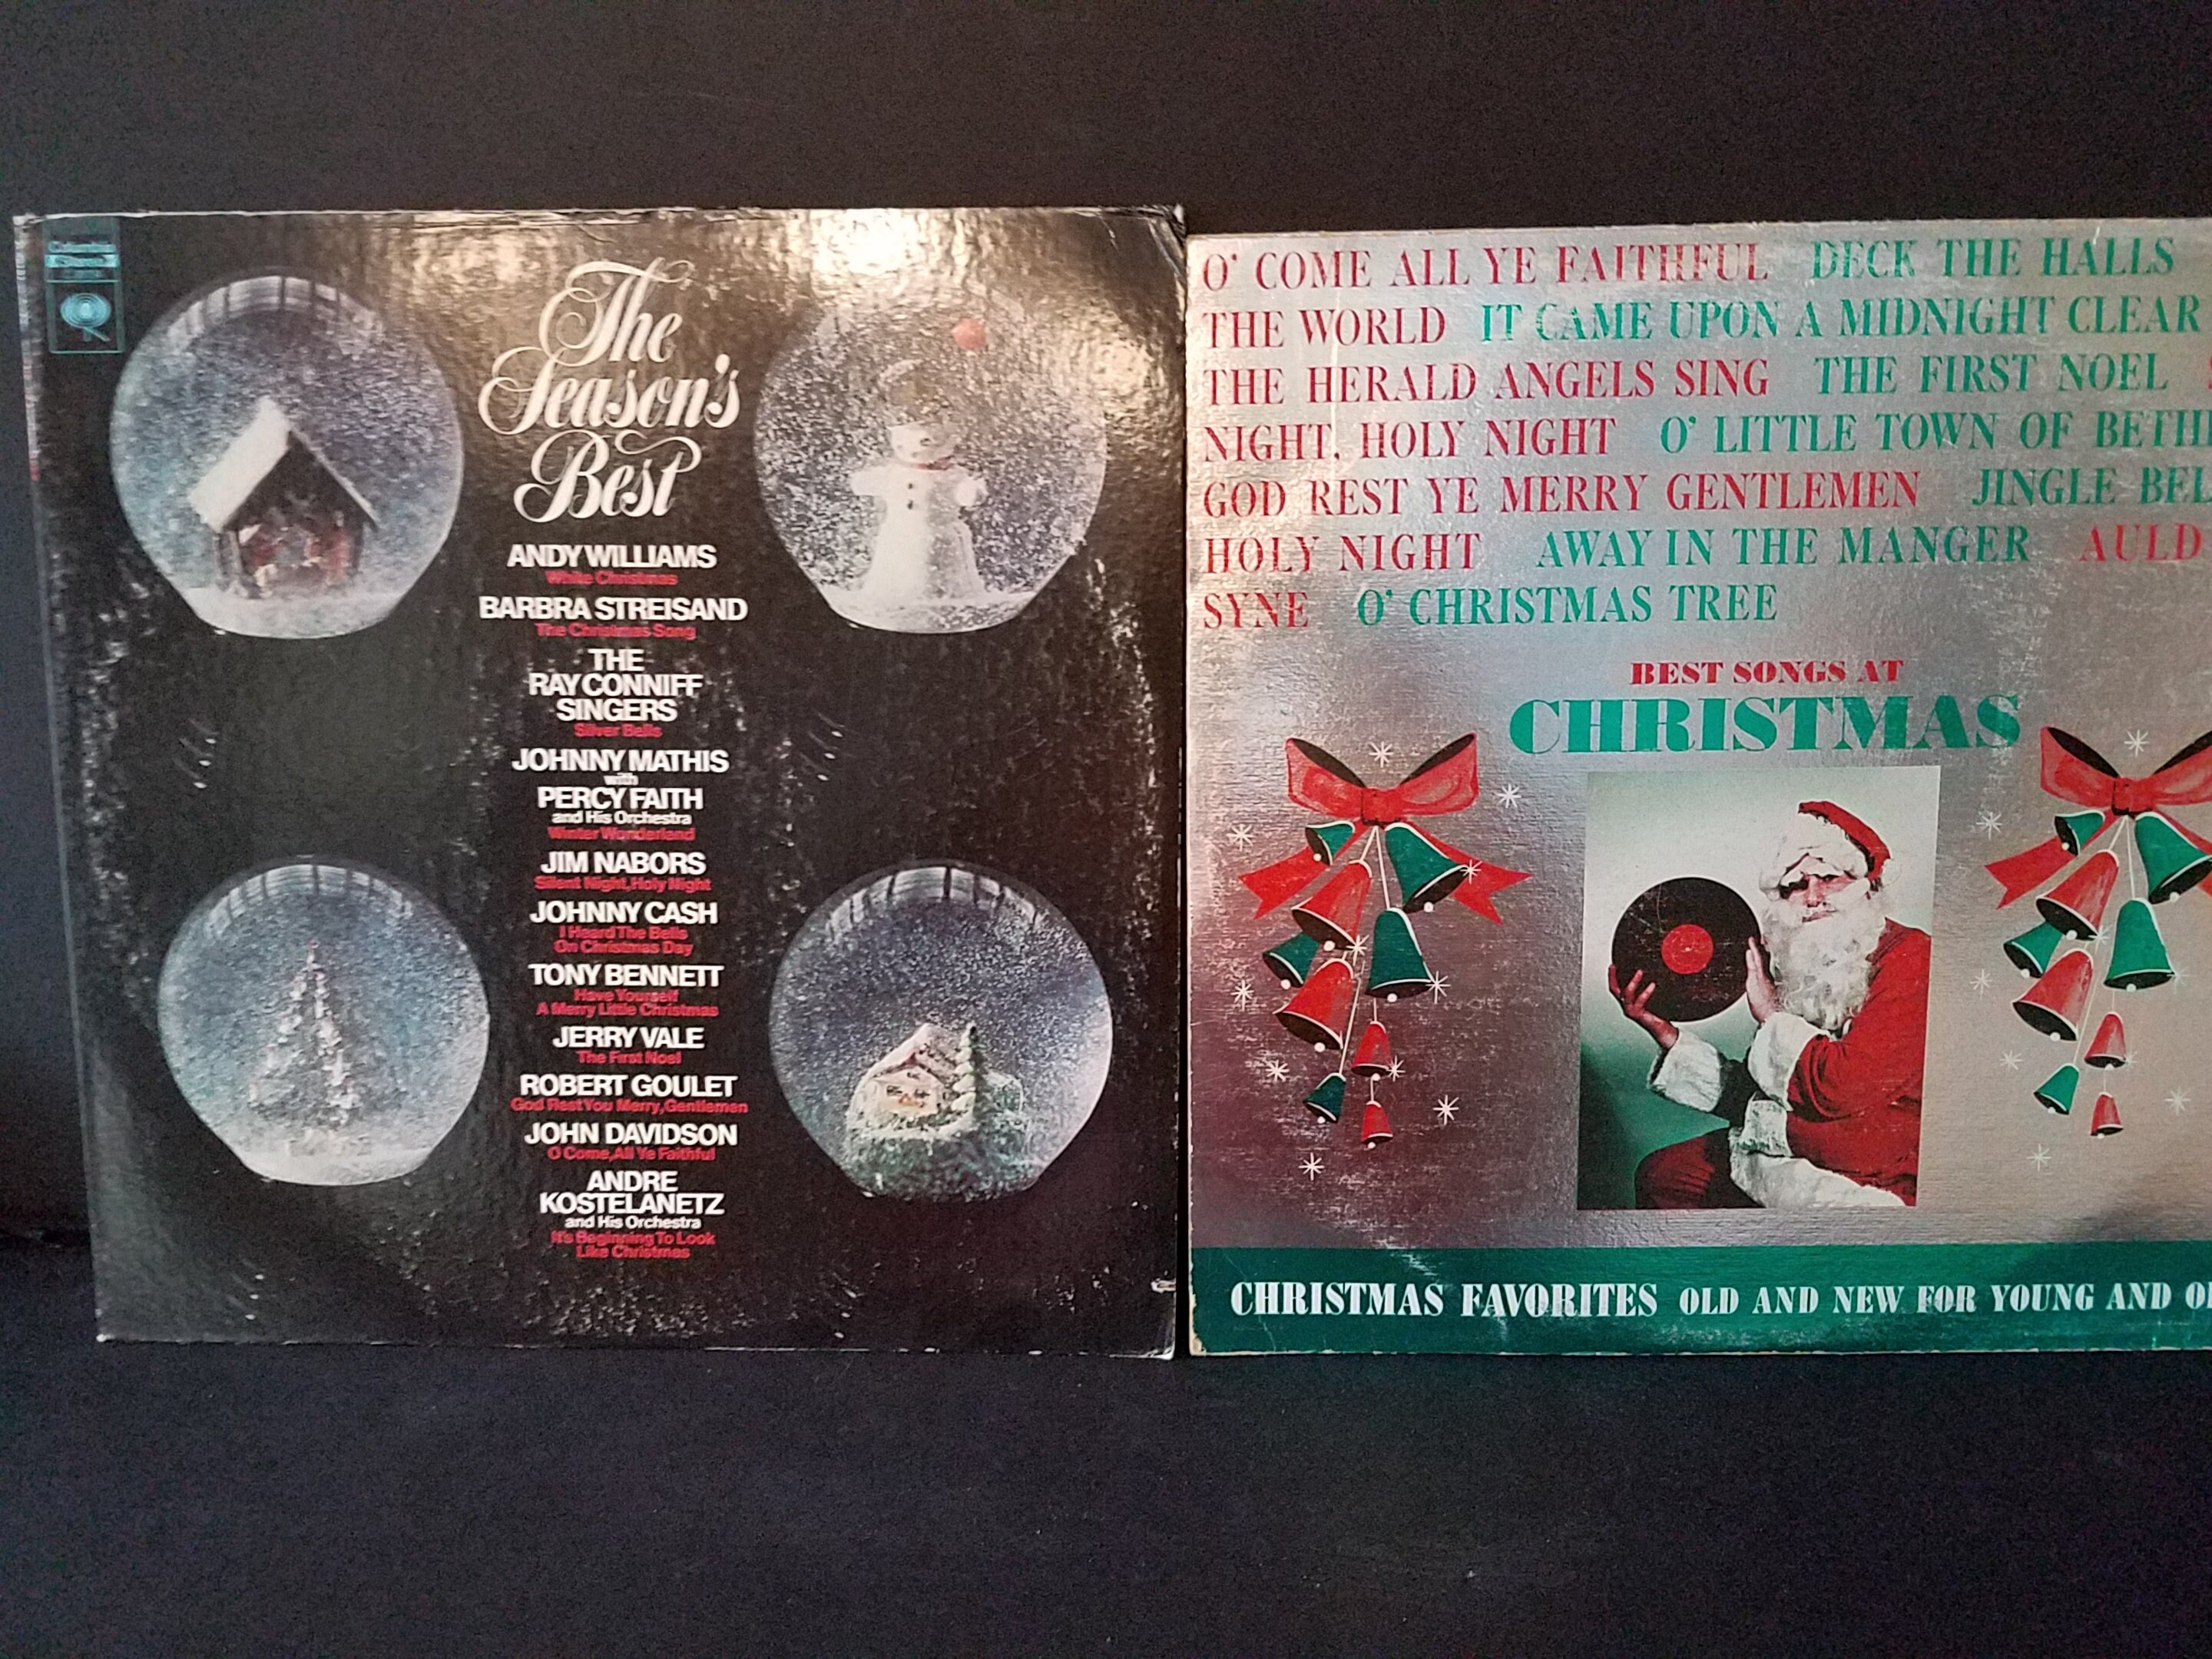 The
Season's
Best
ANDY WILLIAMS
White Christmas
BARBRA STREISAND
The Christmas Song
THE
RAY CONNIFF
SINGERS
Silver Bells
JOHNNY MATHIS
with
PERCY FAITH
and His Orchestra
Winter Wonderland
JIM NABORS
Silent Night, Holy Night
JOHNNY CASH
I Heard The Bells
On Christmas Day
TONY BENNETT
Have Yourself
A Merry Little Christmas
JERRY VALE
The First Noel
ROBERT GOULET
God Rest You Merry, Gentlemen
JOHN DAVIDSON
O Come, All Ye Faithful
ANDRE
KOSTELANETZ
and His Orchestra
It's Beginning To Look
Like Christmas
O' COME ALL YE FAITHFUL DECK THE HALLS
THE WORLD IT CAME UPON A MIDNIGHT CLEAR
THE HERALD ANGELS SING THE FIRST NOEL
NIGHT, HOLY NIGHT O' LITTLE TOWN OF BETH
GOD REST YE MERRY GENTLEMEN JINGLE BEL
HOLY NIGHT AWAY IN THE MANGER AULD
SYNE O' CHRISTMAS TREE
BEST SONGS AT
CHRISTMAS
CHRISTMAS FAVORITES OLD AND NEW FOR YOUNG AND